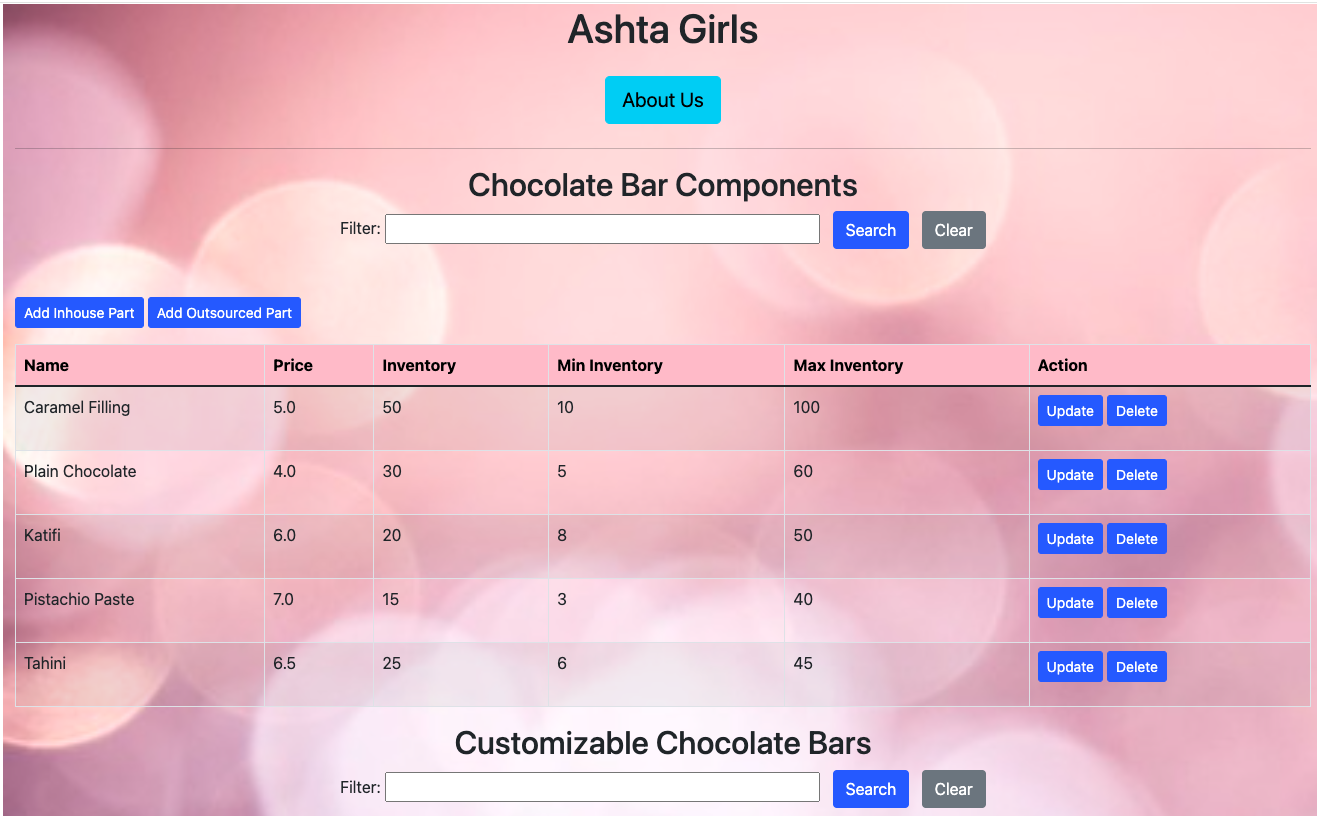 Ashta Girls
About Us
Chocolate Bar Components
Filter: Search Clear
Add Inhouse Part Add Outsourced Part
Name Price Inventory Min Inventory Max Inventory Action
Caramel Filling 5.0 50 10 100 Update Delete
Plain Chocolate 4.0 30 5 60 Update Delete
Katifi 6.0 20 8 50 Update Delete
Pistachio Paste 7.0 15 3 40 Update Delete
Tahini 6.5 25 6 45 Update Delete
Customizable Chocolate Bars
Filter: Search Clear